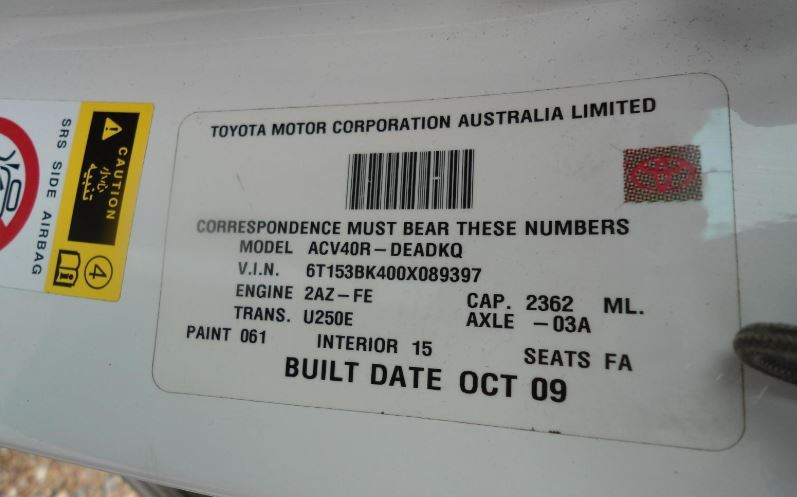 TOYOTA MOTOR CORPORATION AUSTRALIA LIMITED
CORRESPONDENCE MUST BEAR THESE NUMBERS
MODEL ACV40R-DEADKQ
V.I.N. 6T153BK400X089397
ENGINE 2AZ-FE CAP. 2362 ML.
TRANS. U250E AXLE -03A
PAINT 061 INTERIOR 15 SEATS FA
BUILT DATE OCT 09
CAUTION
تنبيه
4
SRS SIDE AIRBAG